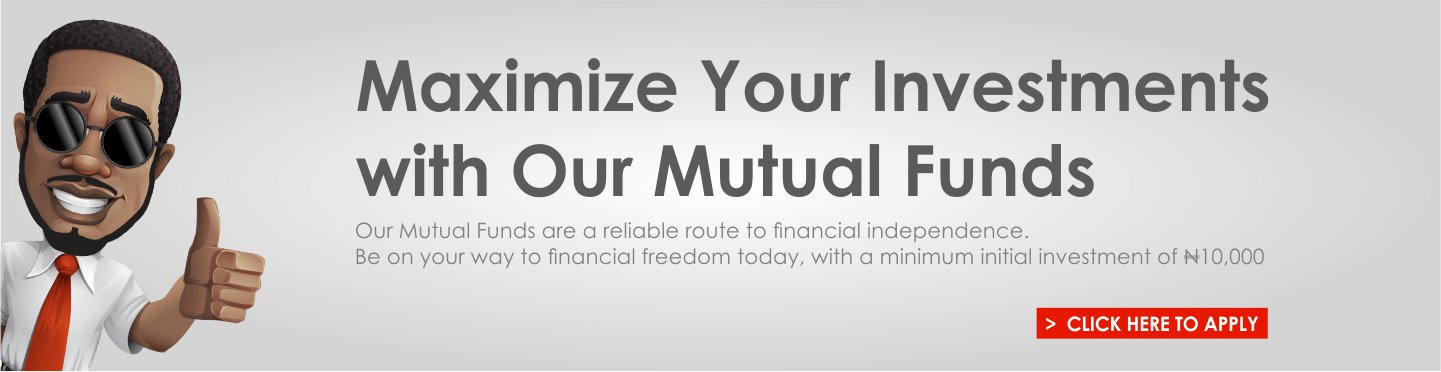 Maximize Your Investments
with Our Mutual Funds
Our Mutual Funds are a reliable route to financial independence.
Be on your way to financial freedom today, with a minimum initial investment of ₦10,000
> CLICK HERE TO APPLY